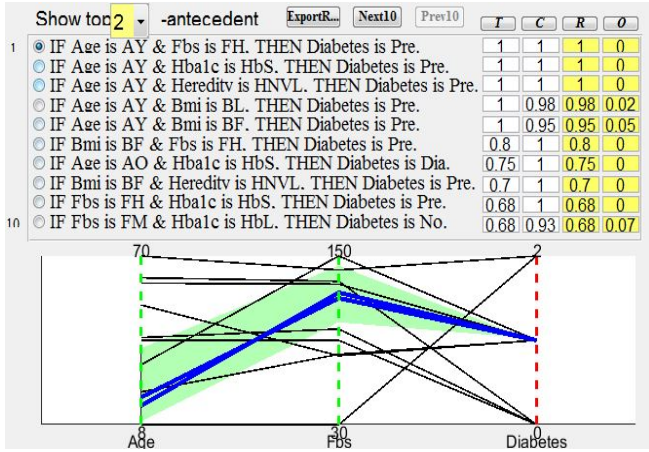 Show top 2 -antecedent ExportR... Next10 Prev10 T C R O
1 IF Age is AY & Fbs is FH. THEN Diabetes is Pre. 1 1 1 0
IF Age is AY & Hba1c is HbS. THEN Diabetes is Pre. 1 1 1 0
IF Age is AY & Heredity is HNVL. THEN Diabetes is Pre. 1 1 1 0
IF Age is AY & Bmi is BL. THEN Diabetes is Pre. 1 0.98 0.98 0.02
IF Age is AY & Bmi is BF. THEN Diabetes is Pre. 1 0.95 0.95 0.05
IF Bmi is BF & Fbs is FH. THEN Diabetes is Pre. 0.8 1 0.8 0
IF Age is AO & Hba1c is HbS. THEN Diabetes is Dia. 0.75 1 0.75 0
IF Bmi is BF & Heredity is HNVL. THEN Diabetes is Pre. 0.7 1 0.7 0
IF Fbs is FH & Hba1c is HbS. THEN Diabetes is Pre. 0.68 1 0.68 0
10 IF Fbs is FM & Hba1c is HbL. THEN Diabetes is No. 0.68 0.93 0.68 0.07
70 150 2
8 30 0
Age Fbs Diabetes